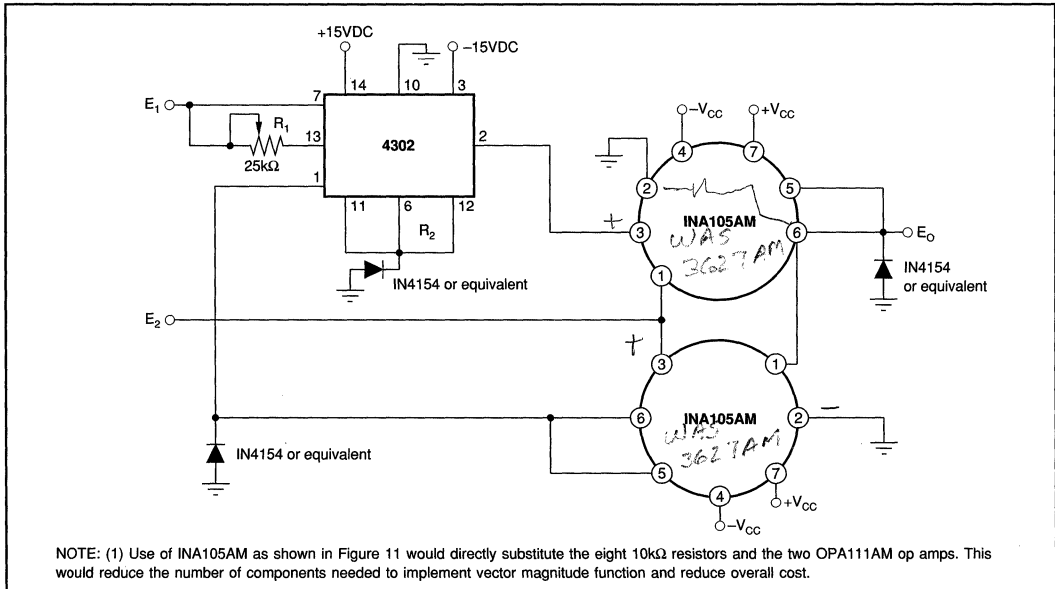 +15VDC
−15VDC
14
10
3
E1
7
R1
13
4302
2
25kΩ
1
11
6
12
R2
IN4154 or equivalent
E2
−VCC
+VCC
4
7
2
5
+
3
INA105AM
6
EO
WAS
3627AM
1
IN4154
or equivalent
+
3
1
6
INA105AM
2
−
WAS
3627AM
IN4154 or equivalent
5
7
4
+VCC
−VCC
NOTE: (1) Use of INA105AM as shown in Figure 11 would directly substitute the eight 10kΩ resistors and the two OPA111AM op amps. This
would reduce the number of components needed to implement vector magnitude function and reduce overall cost.